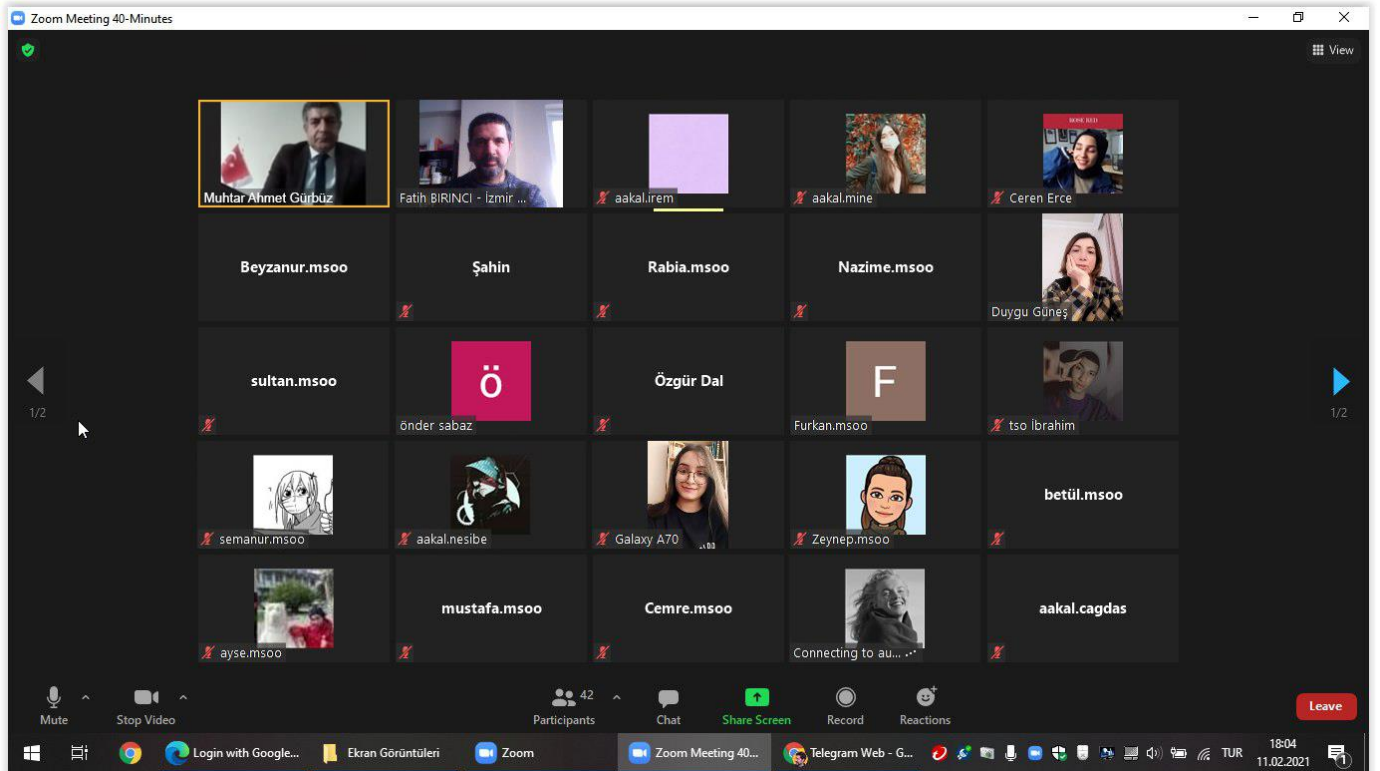 Zoom Meeting 40-Minutes
View
ROSE RED
Muhtar Ahmet Gürbüz
Fatih BIRINCI - İzmir ...
aakal.irem
aakal.mine
Ceren Erce
Beyzanur.msoo
Şahin
Rabia.msoo
Nazime.msoo
Duygu Güneş
sultan.msoo
ö
önder sabaz
Özgür Dal
F
Furkan.msoo
tso İbrahim
1/2
1/2
semanur.msoo
aakal.nesibe
Galaxy A70
Zeynep.msoo
betül.msoo
ayse.msoo
mustafa.msoo
Cemre.msoo
Connecting to au... ...
aakal.cagdas
Mute
Stop Video
42
Participants
Chat
Share Screen
Record
Reactions
Leave
Login with Google...
Ekran Görüntüleri
Zoom
Zoom Meeting 40...
Telegram Web - G...
TUR
18:04
11.02.2021
1